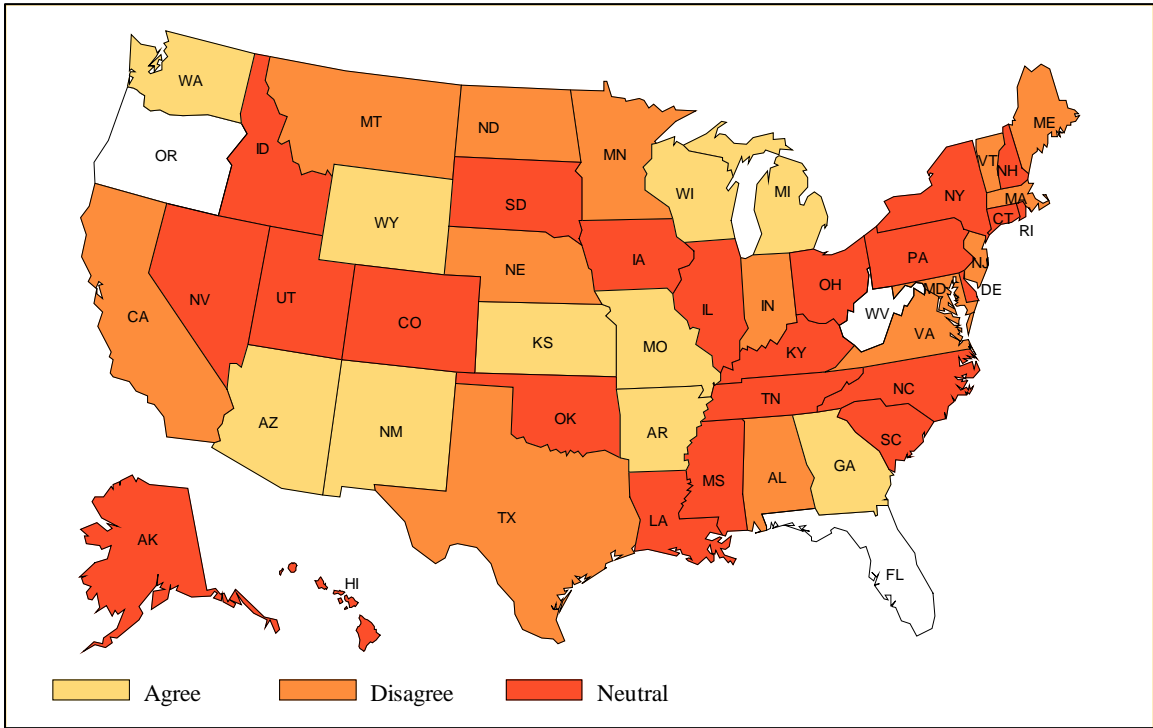 WA
OR
ID
MT
ND
MN
WI
MI
ME
VT
NH
NY
MA
CT
RI
WY
SD
NE
IA
IL
IN
OH
PA
NJ
DE
MD
WV
VA
CA
NV
UT
CO
KS
MO
KY
TN
NC
SC
AZ
NM
OK
AR
MS
AL
GA
TX
LA
FL
AK
HI
Agree
Disagree
Neutral